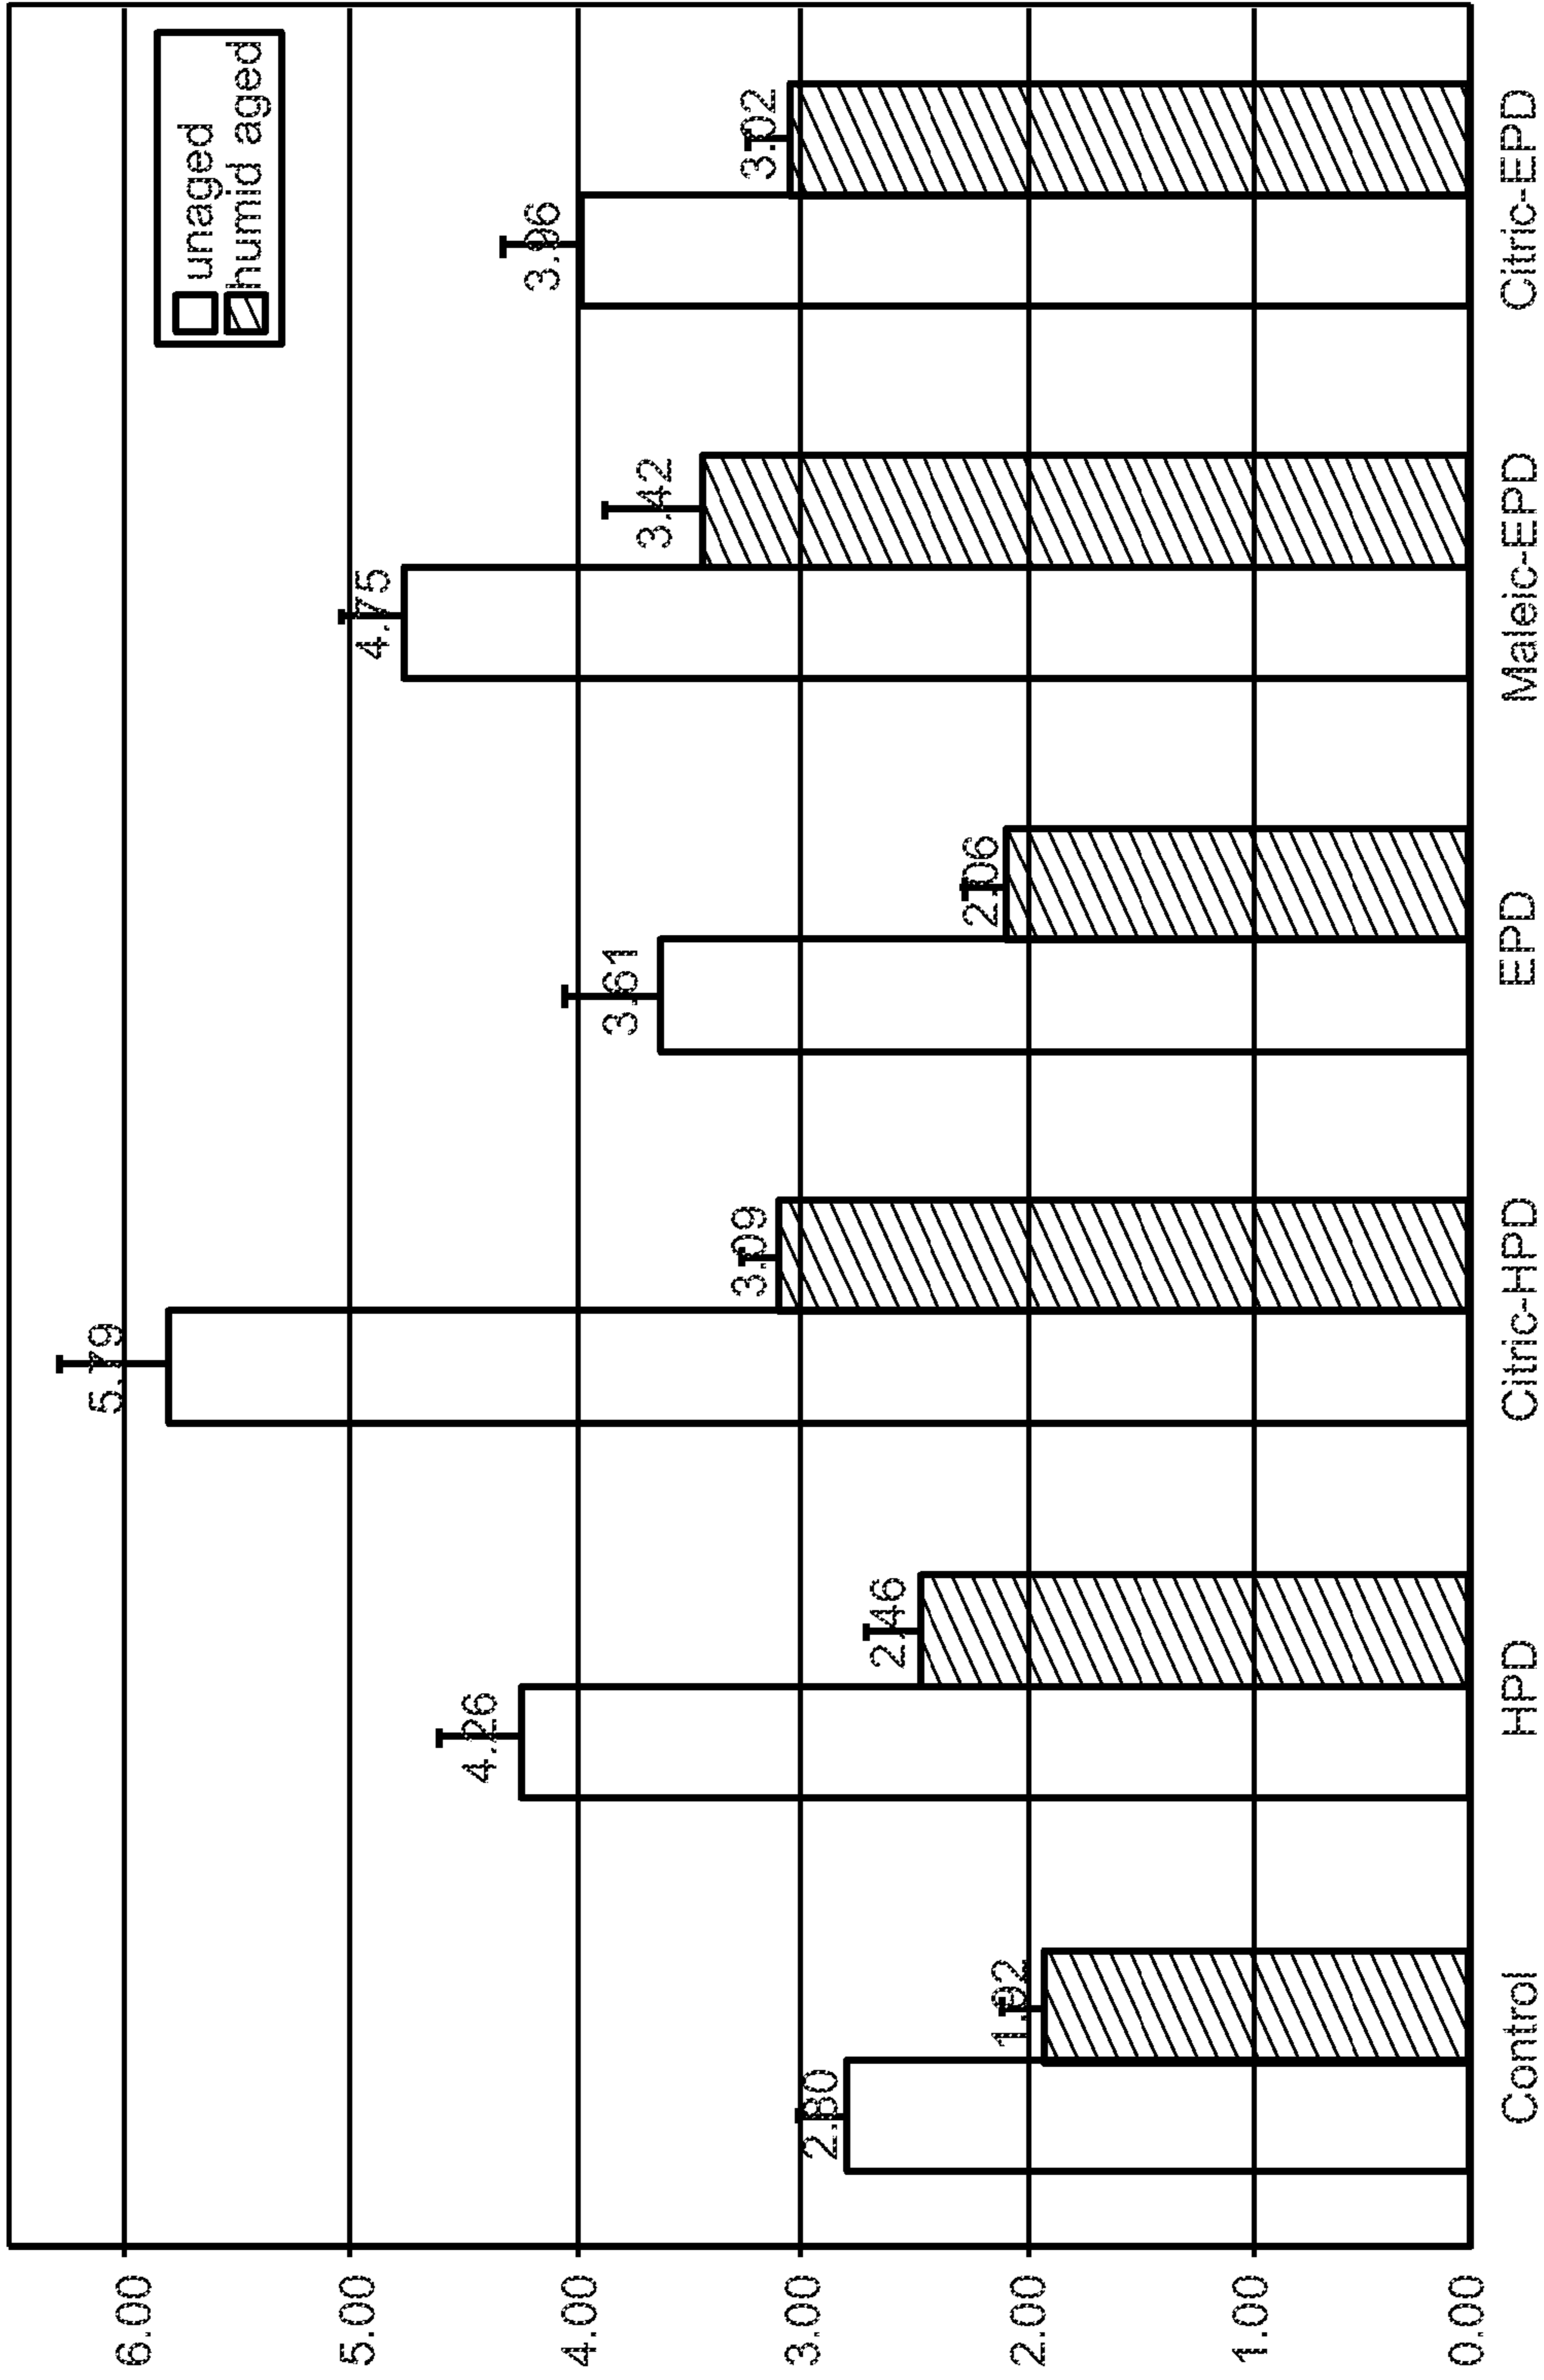 unaged
humid aged
6.00
5.00
4.00
3.00
2.00
1.00
0.00
2.80
1.92
4.26
2.46
5.79
3.09
3.61
2.06
4.75
3.42
3.96
3.02
Control
HPD
Citric-HPD
EPD
Maleic-EPD
Citric-EPD